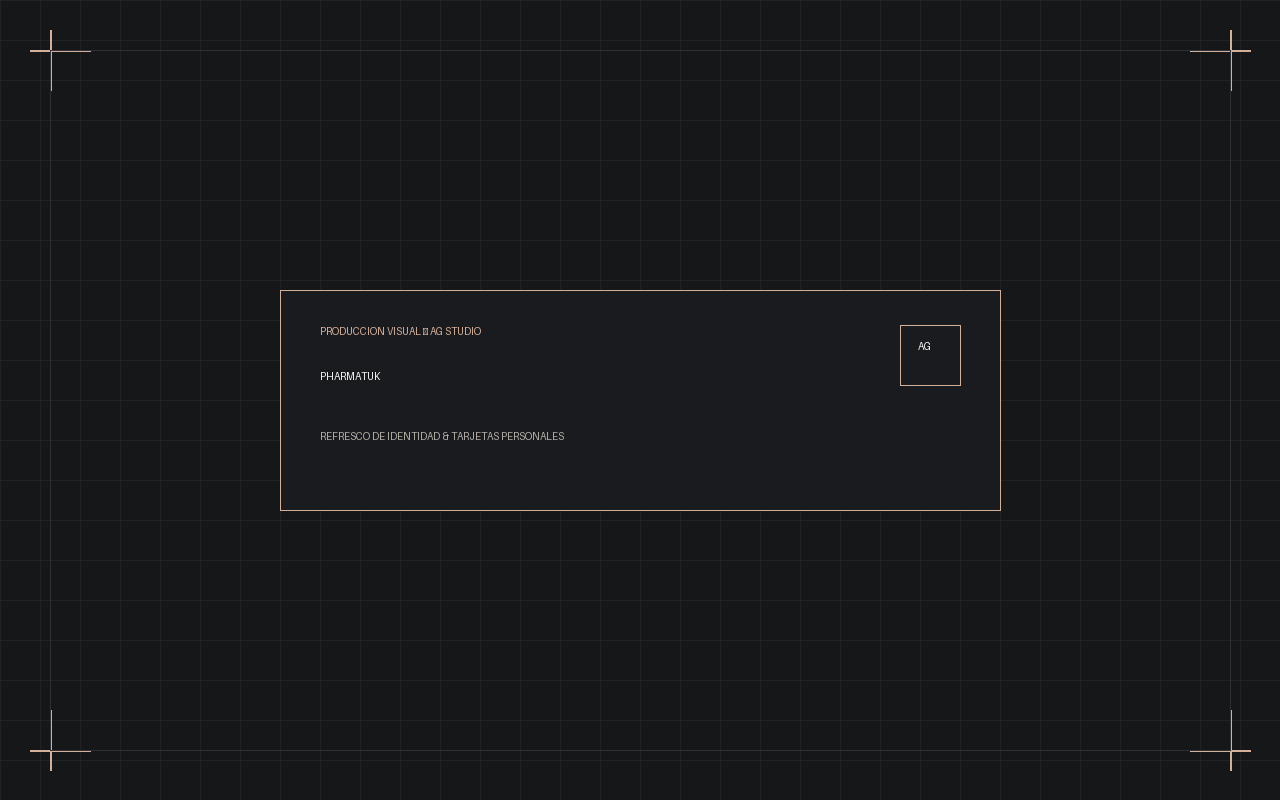 PRODUCCION VISUAL ▯ AG STUDIO
AG
PHARMATUK
REFRESCO DE IDENTIDAD & TARJETAS PERSONALES